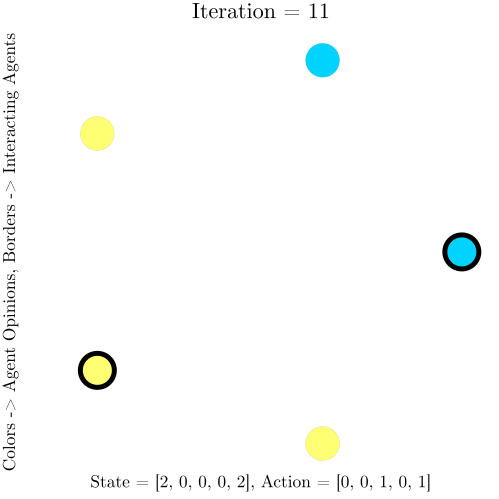 Iteration = 11
Colors -> Agent Opinions, Borders -> Interacting Agents
State = [2, 0, 0, 0, 2], Action = [0, 0, 1, 0, 1]